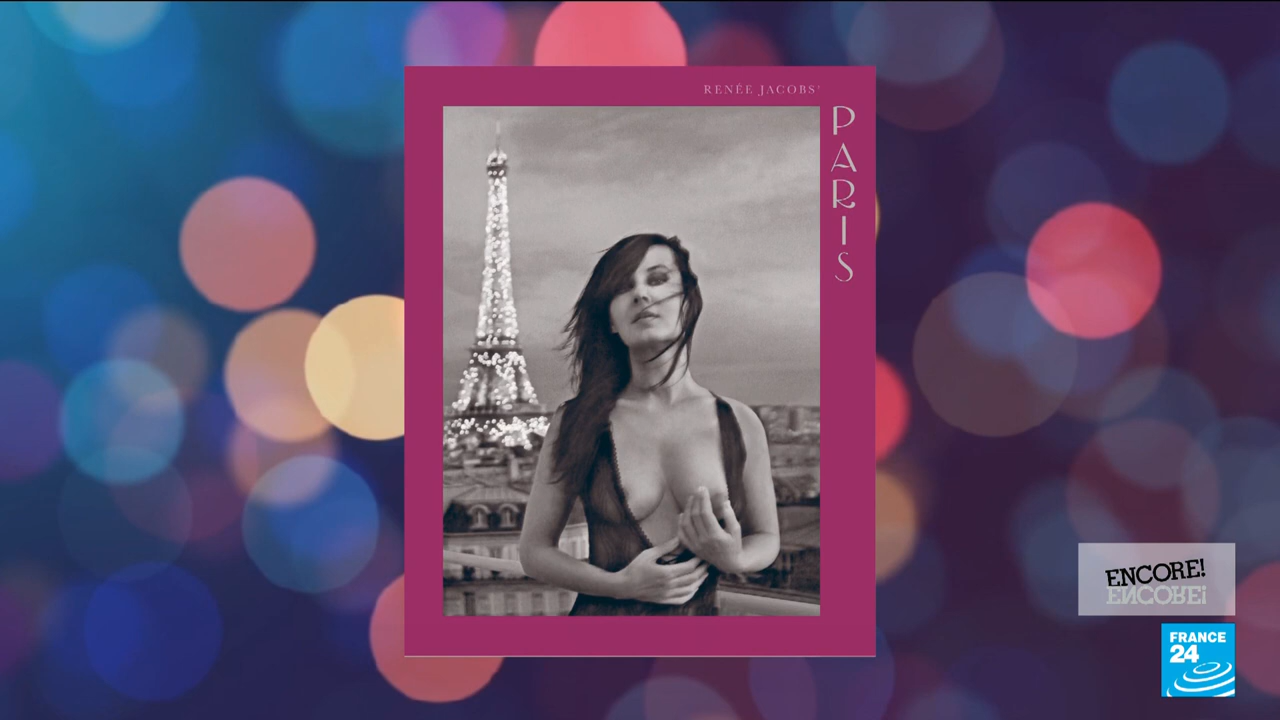 RENÉE JACOBS'
PARIS
ENCORE!
ENCORE!
FRANCE
24